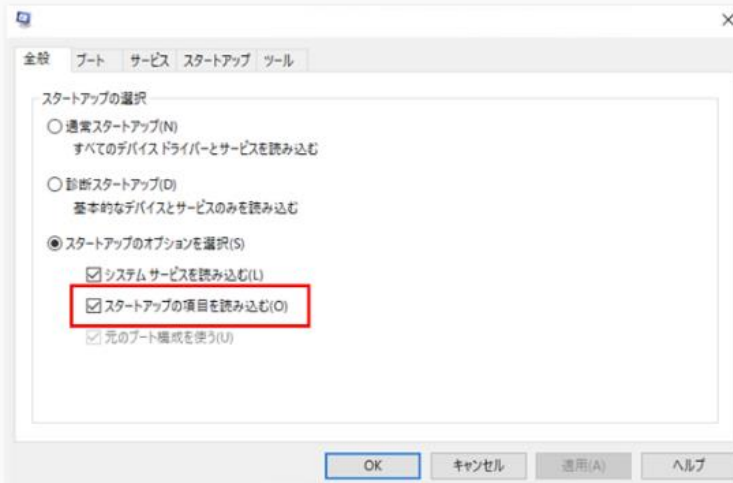 全般 ブート サービス スタートアップ ツール
スタートアップの選択
通常スタートアップ(N)
すべてのデバイス ドライバーとサービスを読み込む
診断スタートアップ(D)
基本的なデバイスとサービスのみを読み込む
スタートアップのオプションを選択(S)
システム サービスを読み込む(L)
スタートアップの項目を読み込む(O)
元のブート構成を使う(U)
OK キャンセル 適用(A) ヘルプ